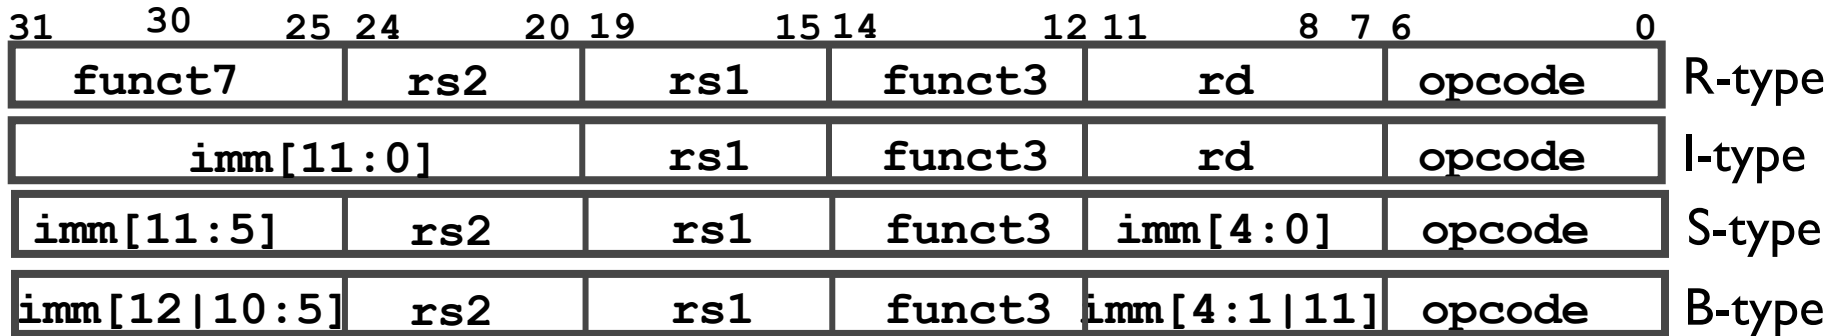 31 30 25 24 20 19 15 14 12 11 8 7 6 0
funct7 rs2 rs1 funct3 rd opcode R-type
imm[11:0] rs1 funct3 rd opcode I-type
imm[11:5] rs2 rs1 funct3 imm[4:0] opcode S-type
imm[12|10:5] rs2 rs1 funct3 imm[4:1|11] opcode B-type